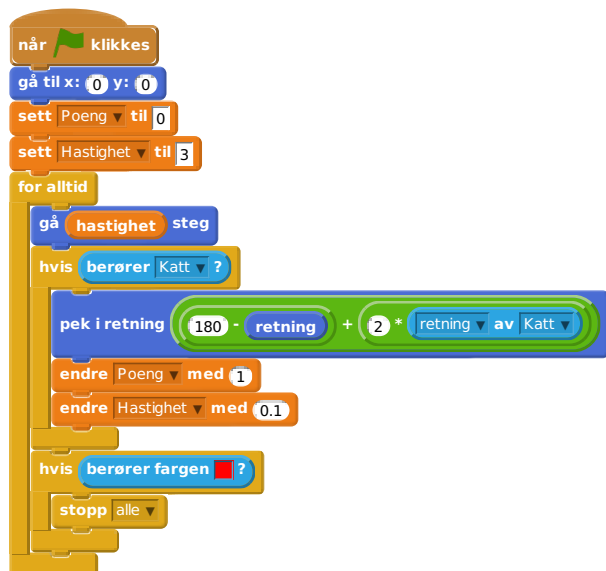 når klikkes
gå til x: 0 y: 0
sett Poeng til 0
sett Hastighet til 3
for alltid
gå hastighet steg
hvis berører Katt ?
pek i retning 180 - retning + 2 * retning av Katt
endre Poeng med 1
endre Hastighet med 0.1
hvis berører fargen ?
stopp alle